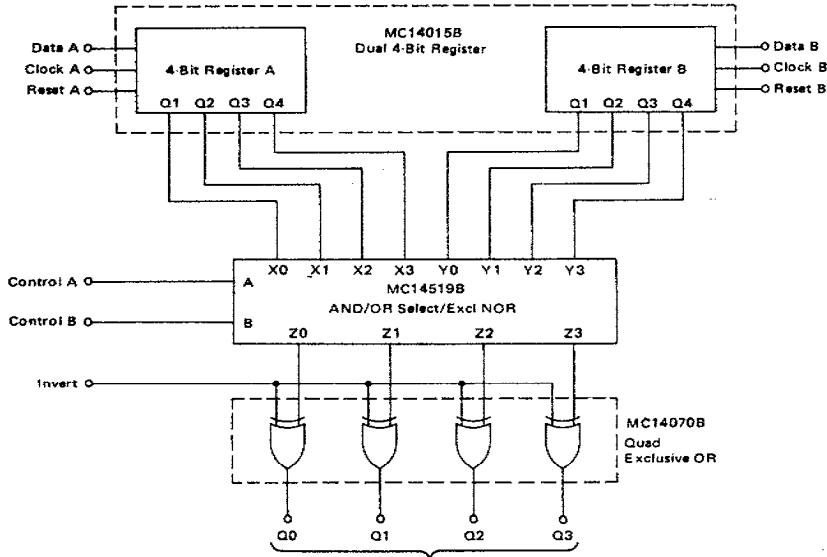 MC14015B
Dual 4-Bit Register
Data A
Clock A
Reset A
4-Bit Register A
Q1 Q2 Q3 Q4
4-Bit Register B
Q1 Q2 Q3 Q4
Data B
Clock B
Reset B
X0 X1 X2 X3 Y0 Y1 Y2 Y3
Control A
A
MC14519B
AND/OR Select/Excl NOR
Control B
B
Z0 Z1 Z2 Z3
Invert
MC14070B
Quad
Exclusive OR
Q0 Q1 Q2 Q3